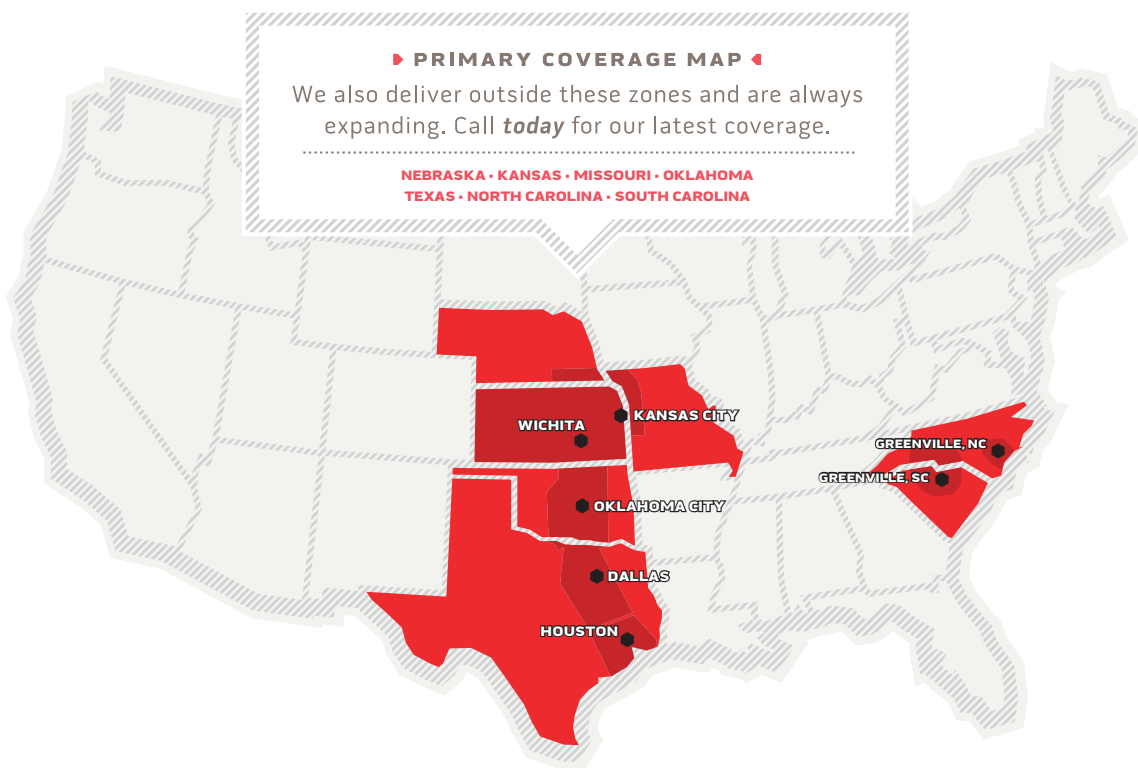 PRIMARY COVERAGE MAP
We also deliver outside these zones and are always
expanding. Call today for our latest coverage.
NEBRASKA • KANSAS • MISSOURI • OKLAHOMA
TEXAS • NORTH CAROLINA • SOUTH CAROLINA
KANSAS CITY
WICHITA
GREENVILLE, NC
GREENVILLE, SC
OKLAHOMA CITY
DALLAS
HOUSTON